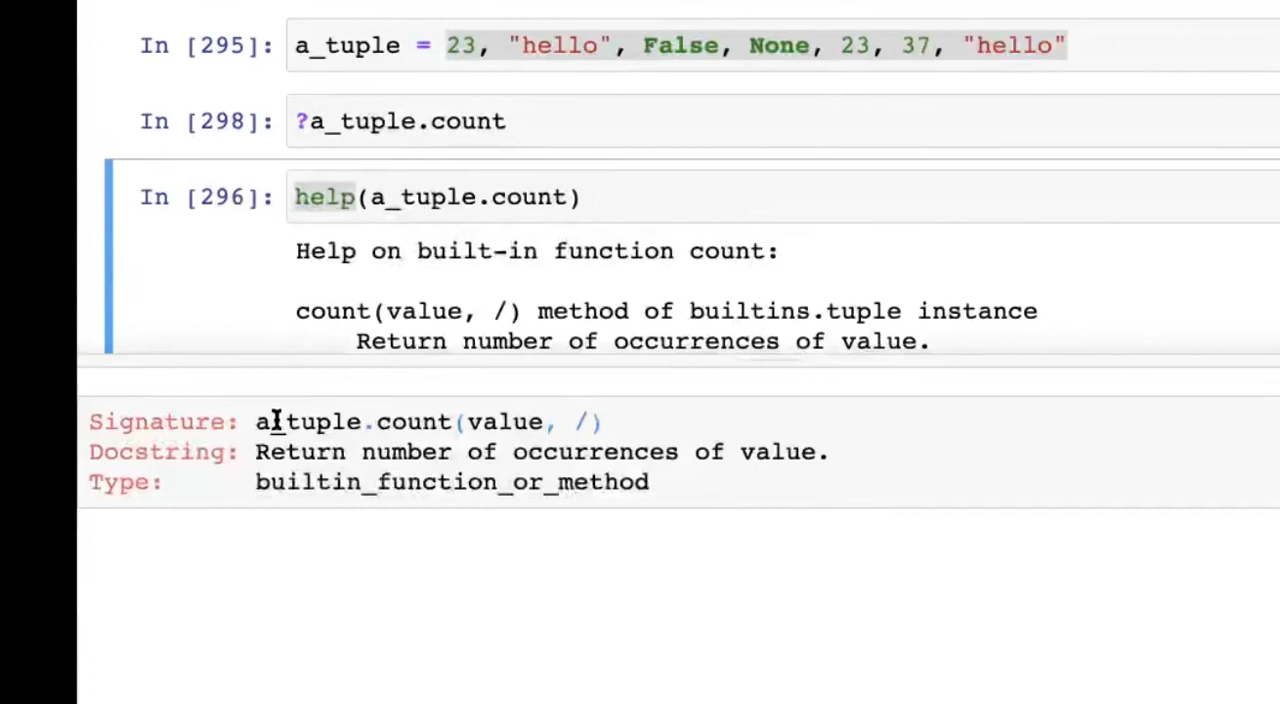 In [295]: a_tuple = 23, "hello", False, None, 23, 37, "hello"
In [298]: ?a_tuple.count
In [296]: help(a_tuple.count)
Help on built-in function count:
count(value, /) method of builtins.tuple instance
Return number of occurrences of value.
Signature: a_tuple.count(value, /)
Docstring: Return number of occurrences of value.
Type: builtin_function_or_method